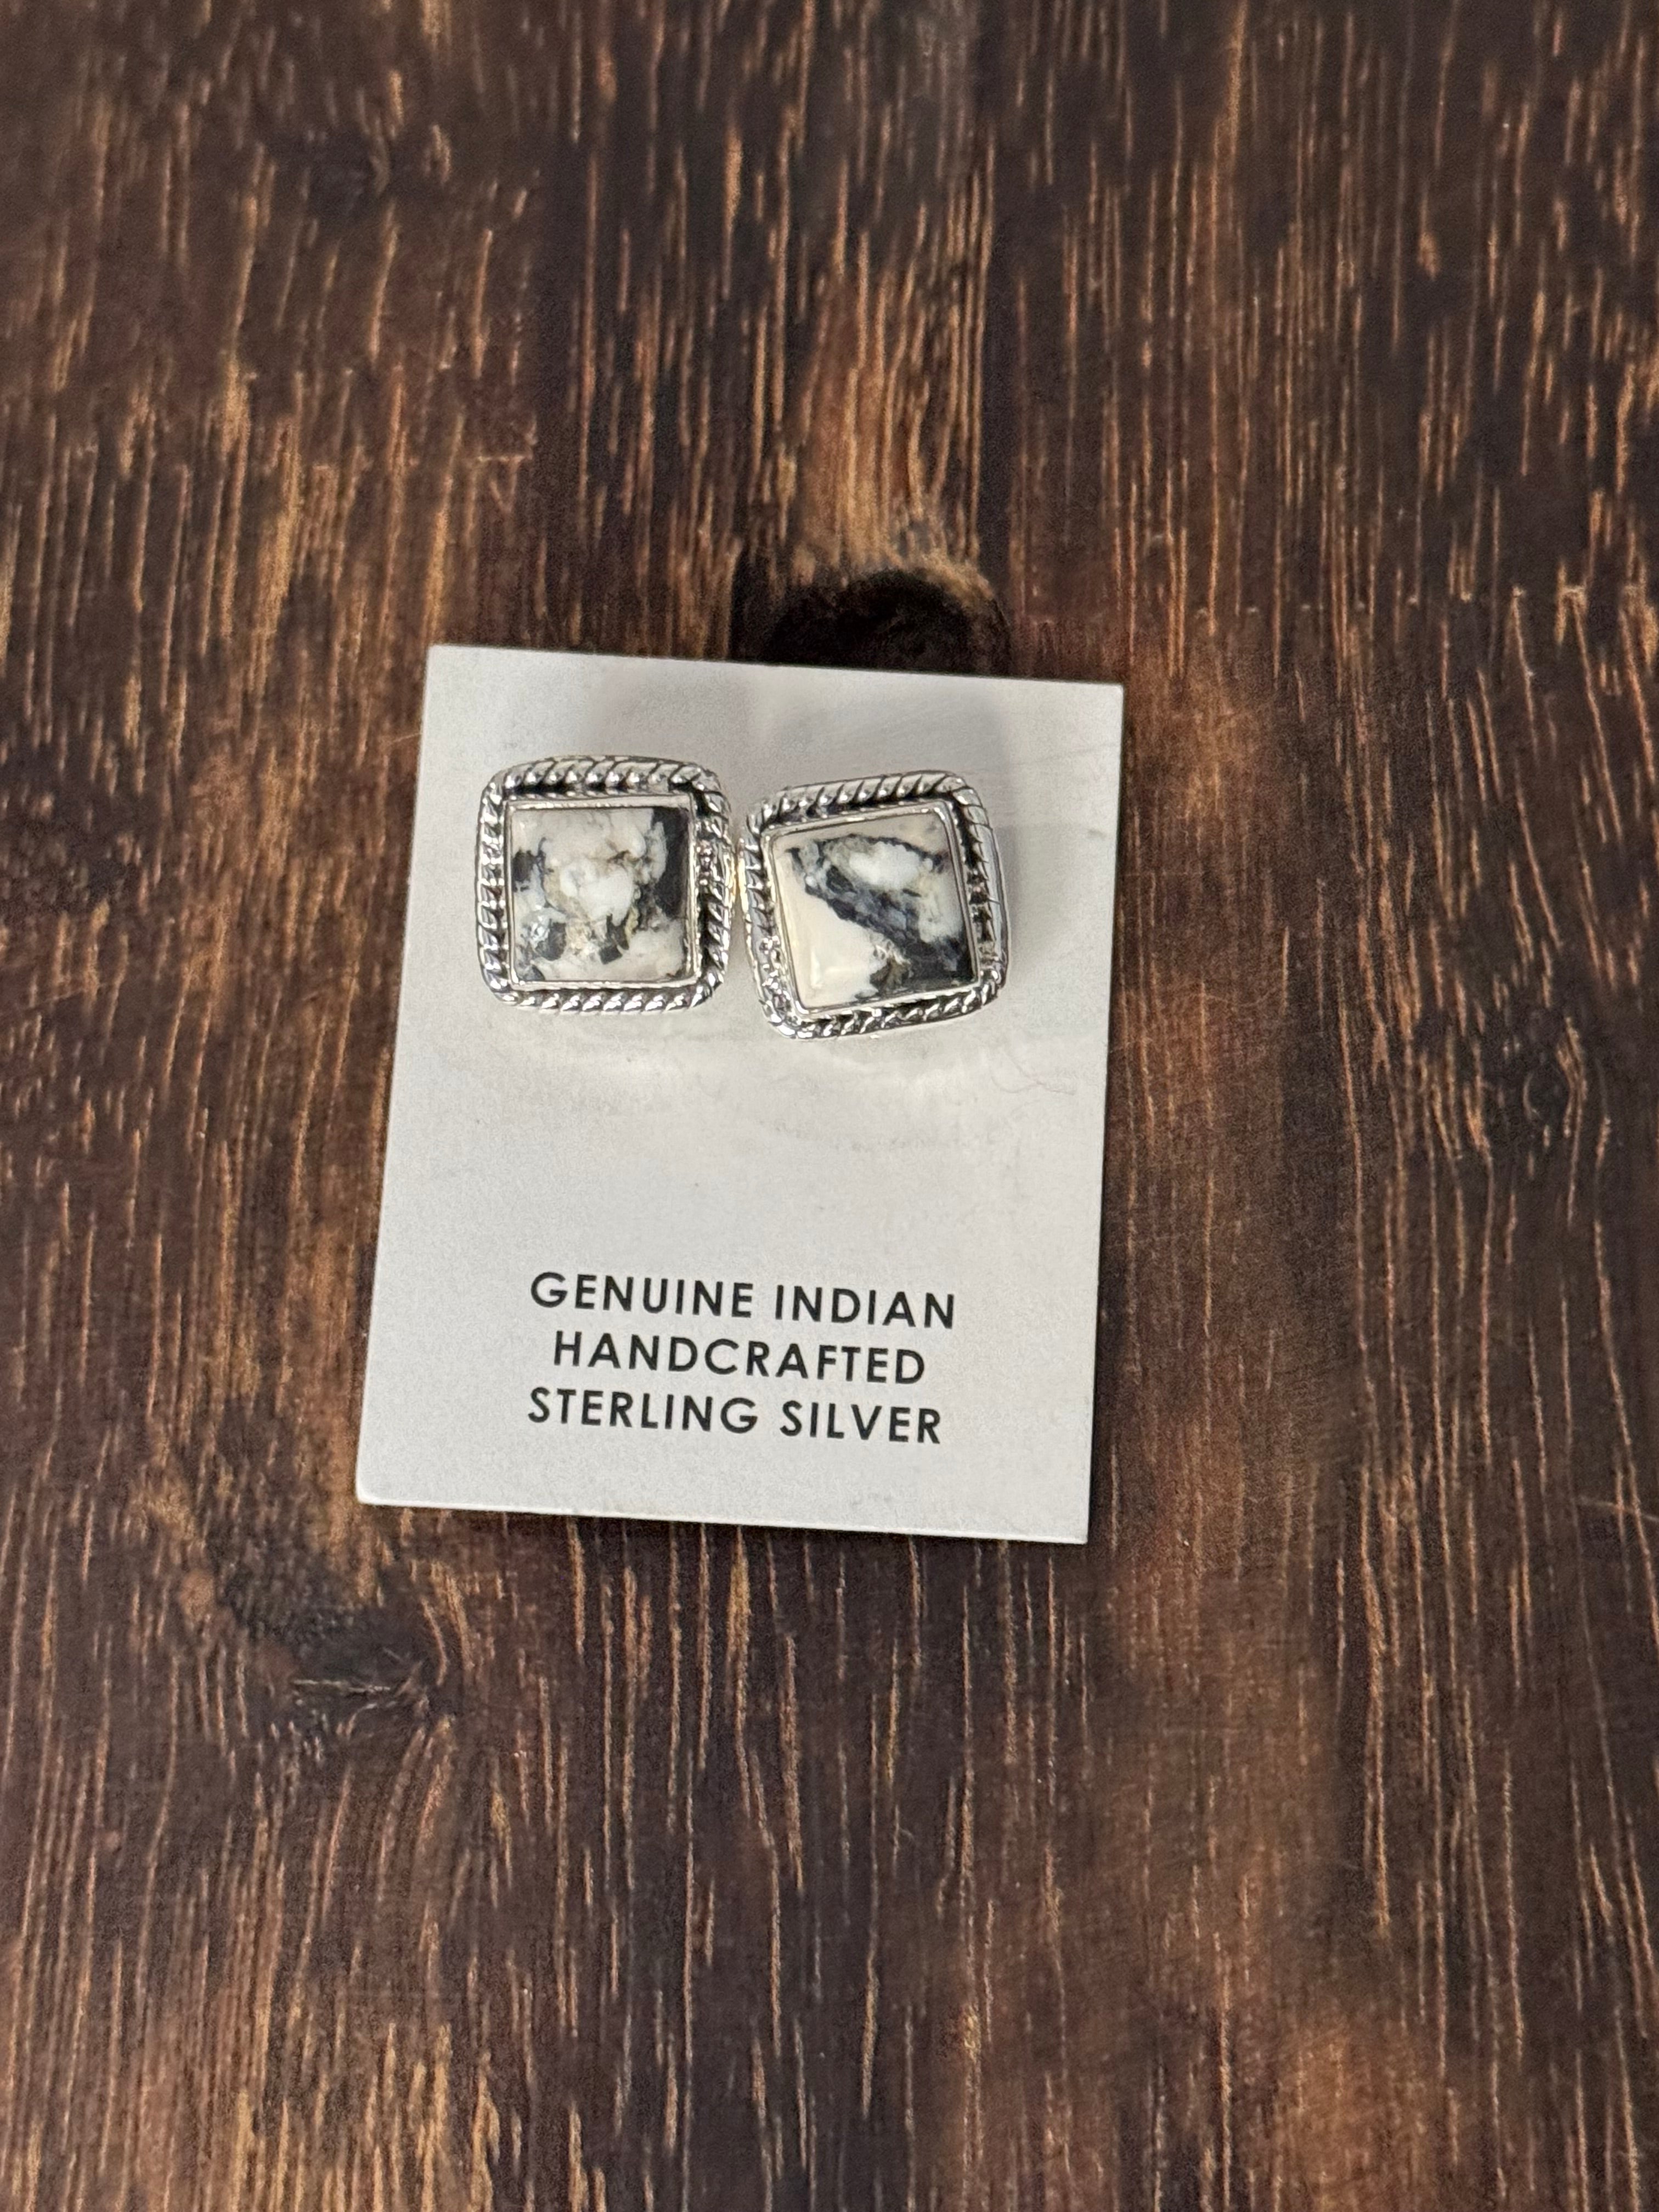 GENUINE INDIAN
HANDCRAFTED
STERLING SILVER